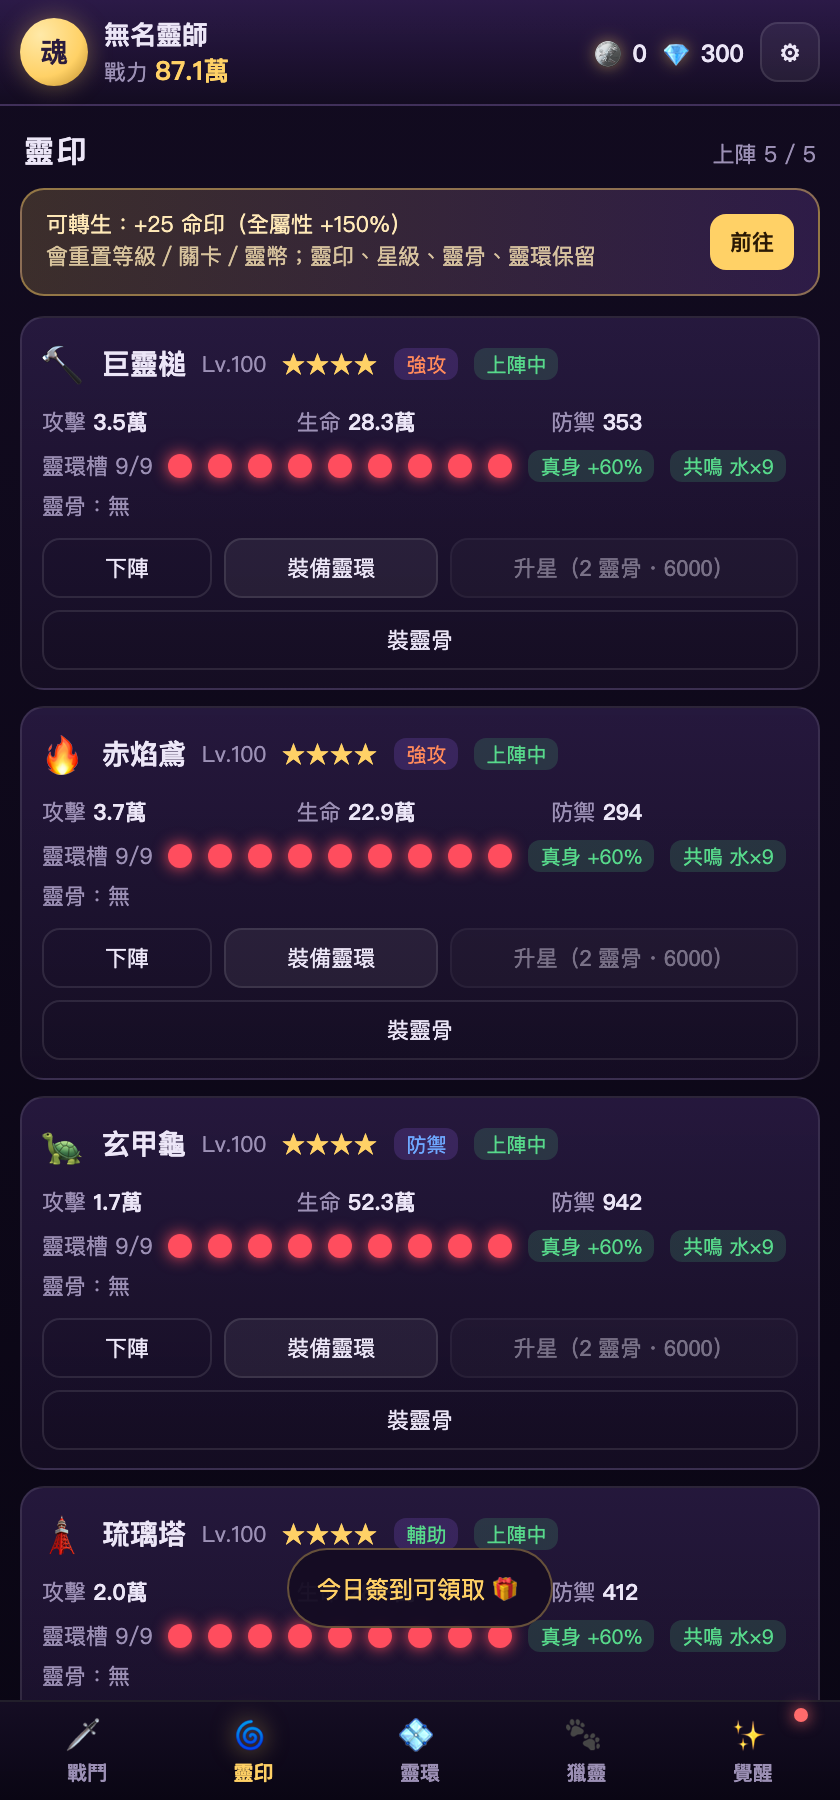 魂
無名靈師
戰力 87.1萬
0 300
靈印
上陣 5 / 5
可轉生：+25 命印（全屬性 +150%）
會重置等級 / 關卡 / 靈幣；靈印、星級、靈骨、靈環保留
前往
巨靈槌 Lv.100 ★★★★ 強攻 上陣中
攻擊 3.5萬 生命 28.3萬 防禦 353
靈環槽 9/9 真身 +60% 共鳴 水×9
靈骨：無
下陣 裝備靈環 升星（2 靈骨 · 6000）
裝靈骨
赤焰鳶 Lv.100 ★★★★ 強攻 上陣中
攻擊 3.7萬 生命 22.9萬 防禦 294
靈環槽 9/9 真身 +60% 共鳴 水×9
靈骨：無
下陣 裝備靈環 升星（2 靈骨 · 6000）
裝靈骨
玄甲龜 Lv.100 ★★★★ 防禦 上陣中
攻擊 1.7萬 生命 52.3萬 防禦 942
靈環槽 9/9 真身 +60% 共鳴 水×9
靈骨：無
下陣 裝備靈環 升星（2 靈骨 · 6000）
裝靈骨
琉璃塔 Lv.100 ★★★★ 輔助 上陣中
攻擊 2.0萬 防禦 412
今日簽到可領取
靈環槽 9/9 真身 +60% 共鳴 水×9
靈骨：無
戰鬥 靈印 靈環 獵靈 覺醒